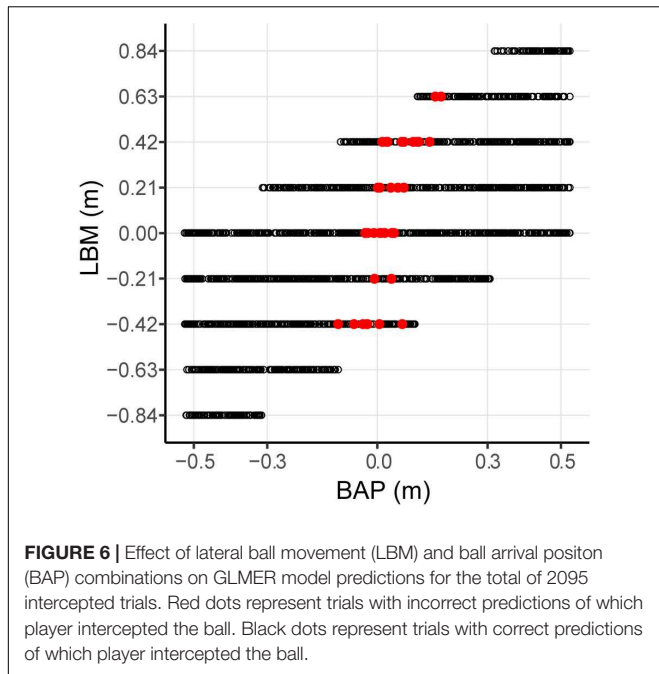 0.84
0.63
0.42
0.21
0.00
−0.21
−0.42
−0.63
−0.84
LBM (m)
−0.5 −0.3 0.0 0.3 0.5
BAP (m)
FIGURE 6 | Effect of lateral ball movement (LBM) and ball arrival positon
(BAP) combinations on GLMER model predictions for the total of 2095
intercepted trials. Red dots represent trials with incorrect predictions of which
player intercepted the ball. Black dots represent trials with correct predictions
of which player intercepted the ball.